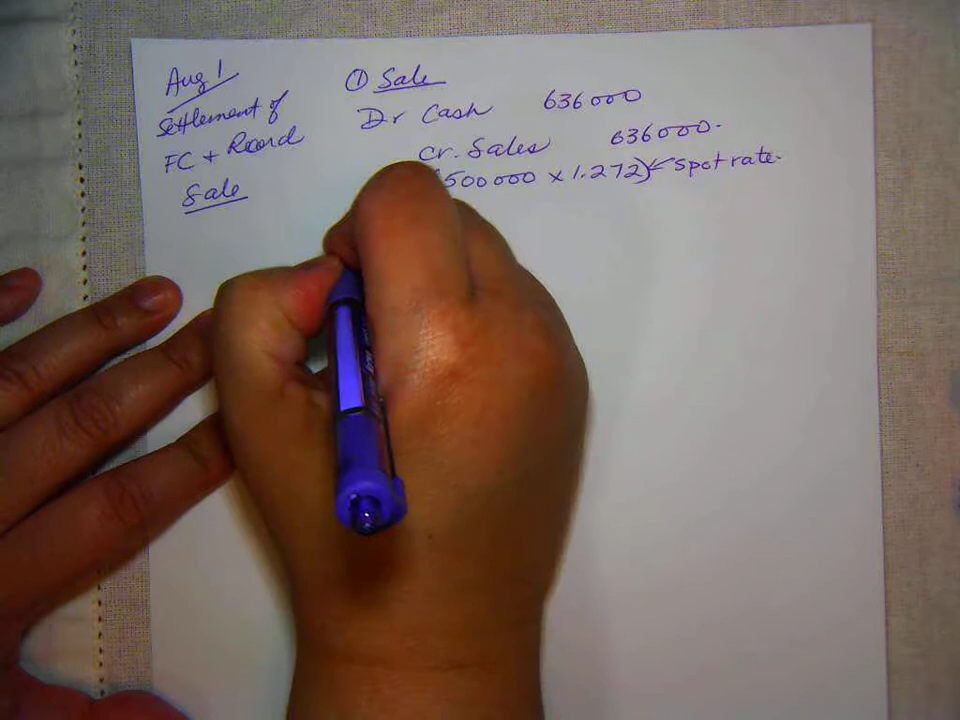 Aug 1
Settlement of
FC + Record
Sale
① Sale
Dr Cash 636000
Cr. Sales 636000.
500000 x 1.272) ← spot rate.